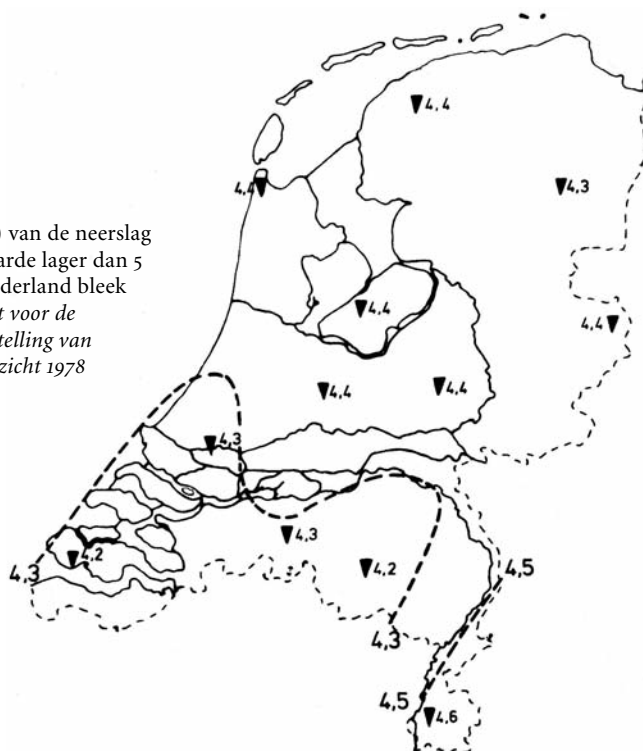 ) van de neerslag
arde lager dan 5
derland bleek
t voor de
telling van
zicht 1978
4,4
4,4
4,3
4,4
4,4
4,4
4,4
4,3
4,3
4,2
4,2
4,3
4,3
4,5
4,5
4,6